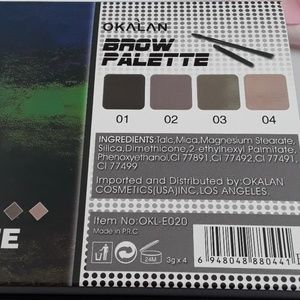 OKALAN
BROW
PALETTE
01 02 03 04
INGREDIENTS:Talc,Mica,Magnesium Stearate,
Silica,Dimethicone,2-ethylhexyl Palmitate,
Phenoxyethanol,CI 77891,CI 77492,CI 77491,
CI 77499
Imported and Distributed by:OKALAN
COSMETICS(USA)INC,LOS ANGELES
Item No:OKL-E020
Made in P.R.C
24M
3g x 4
6 948048 880441
E